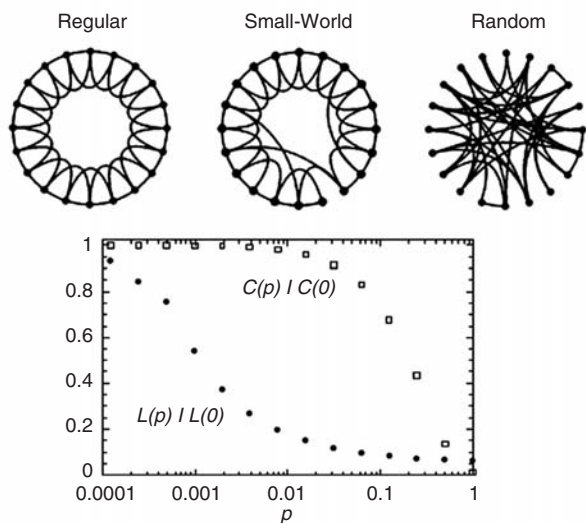 Regular Small-World Random
1
0.8
0.6
0.4
0.2
0
C(p) I C(0)
L(p) I L(0)
0.0001 0.001 0.01 0.1 1
p